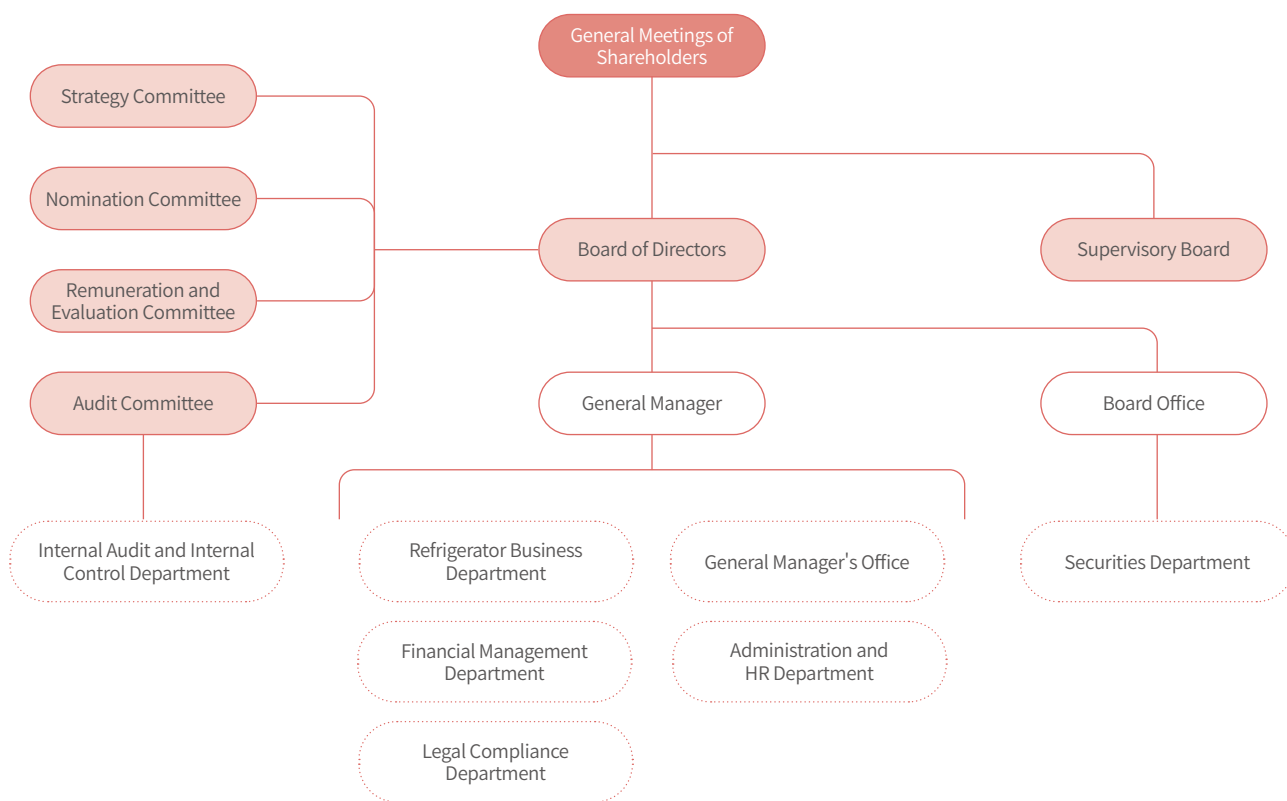 General Meetings of
Shareholders
Strategy Committee
Nomination Committee
Board of Directors
Supervisory Board
Remuneration and
Evaluation Committee
Audit Committee
General Manager
Board Office
Internal Audit and Internal
Control Department
Refrigerator Business
Department
General Manager's Office
Securities Department
Financial Management
Department
Administration and
HR Department
Legal Compliance
Department